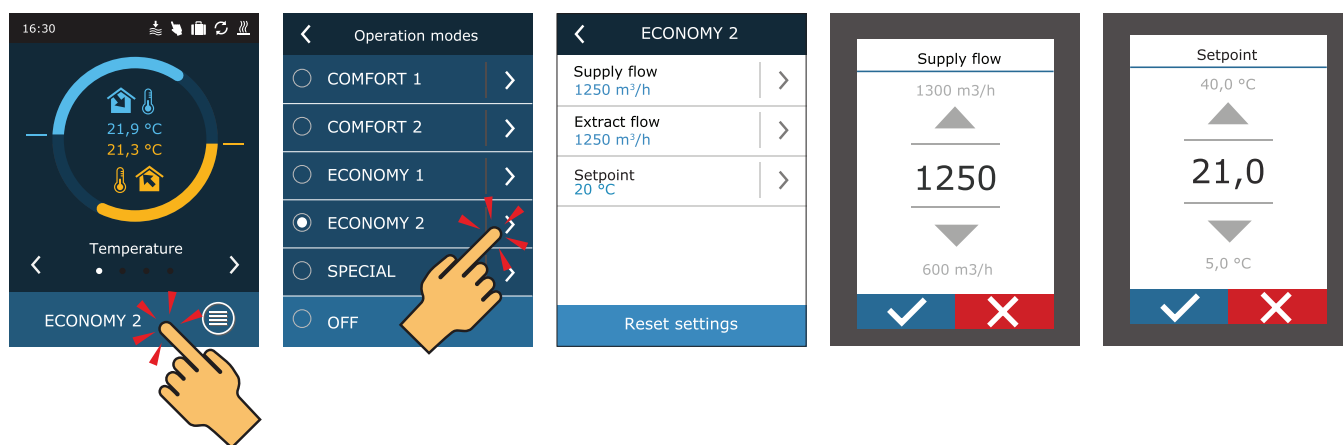 16:30
21,9 °C
21,3 °C
Temperature
ECONOMY 2
Operation modes
COMFORT 1
COMFORT 2
ECONOMY 1
ECONOMY 2
SPECIAL
OFF
ECONOMY 2
Supply flow
1250 m³/h
Extract flow
1250 m³/h
Setpoint
20 °C
Reset settings
Supply flow
1300 m3/h
1250
600 m3/h
Setpoint
40,0 °C
21,0
5,0 °C